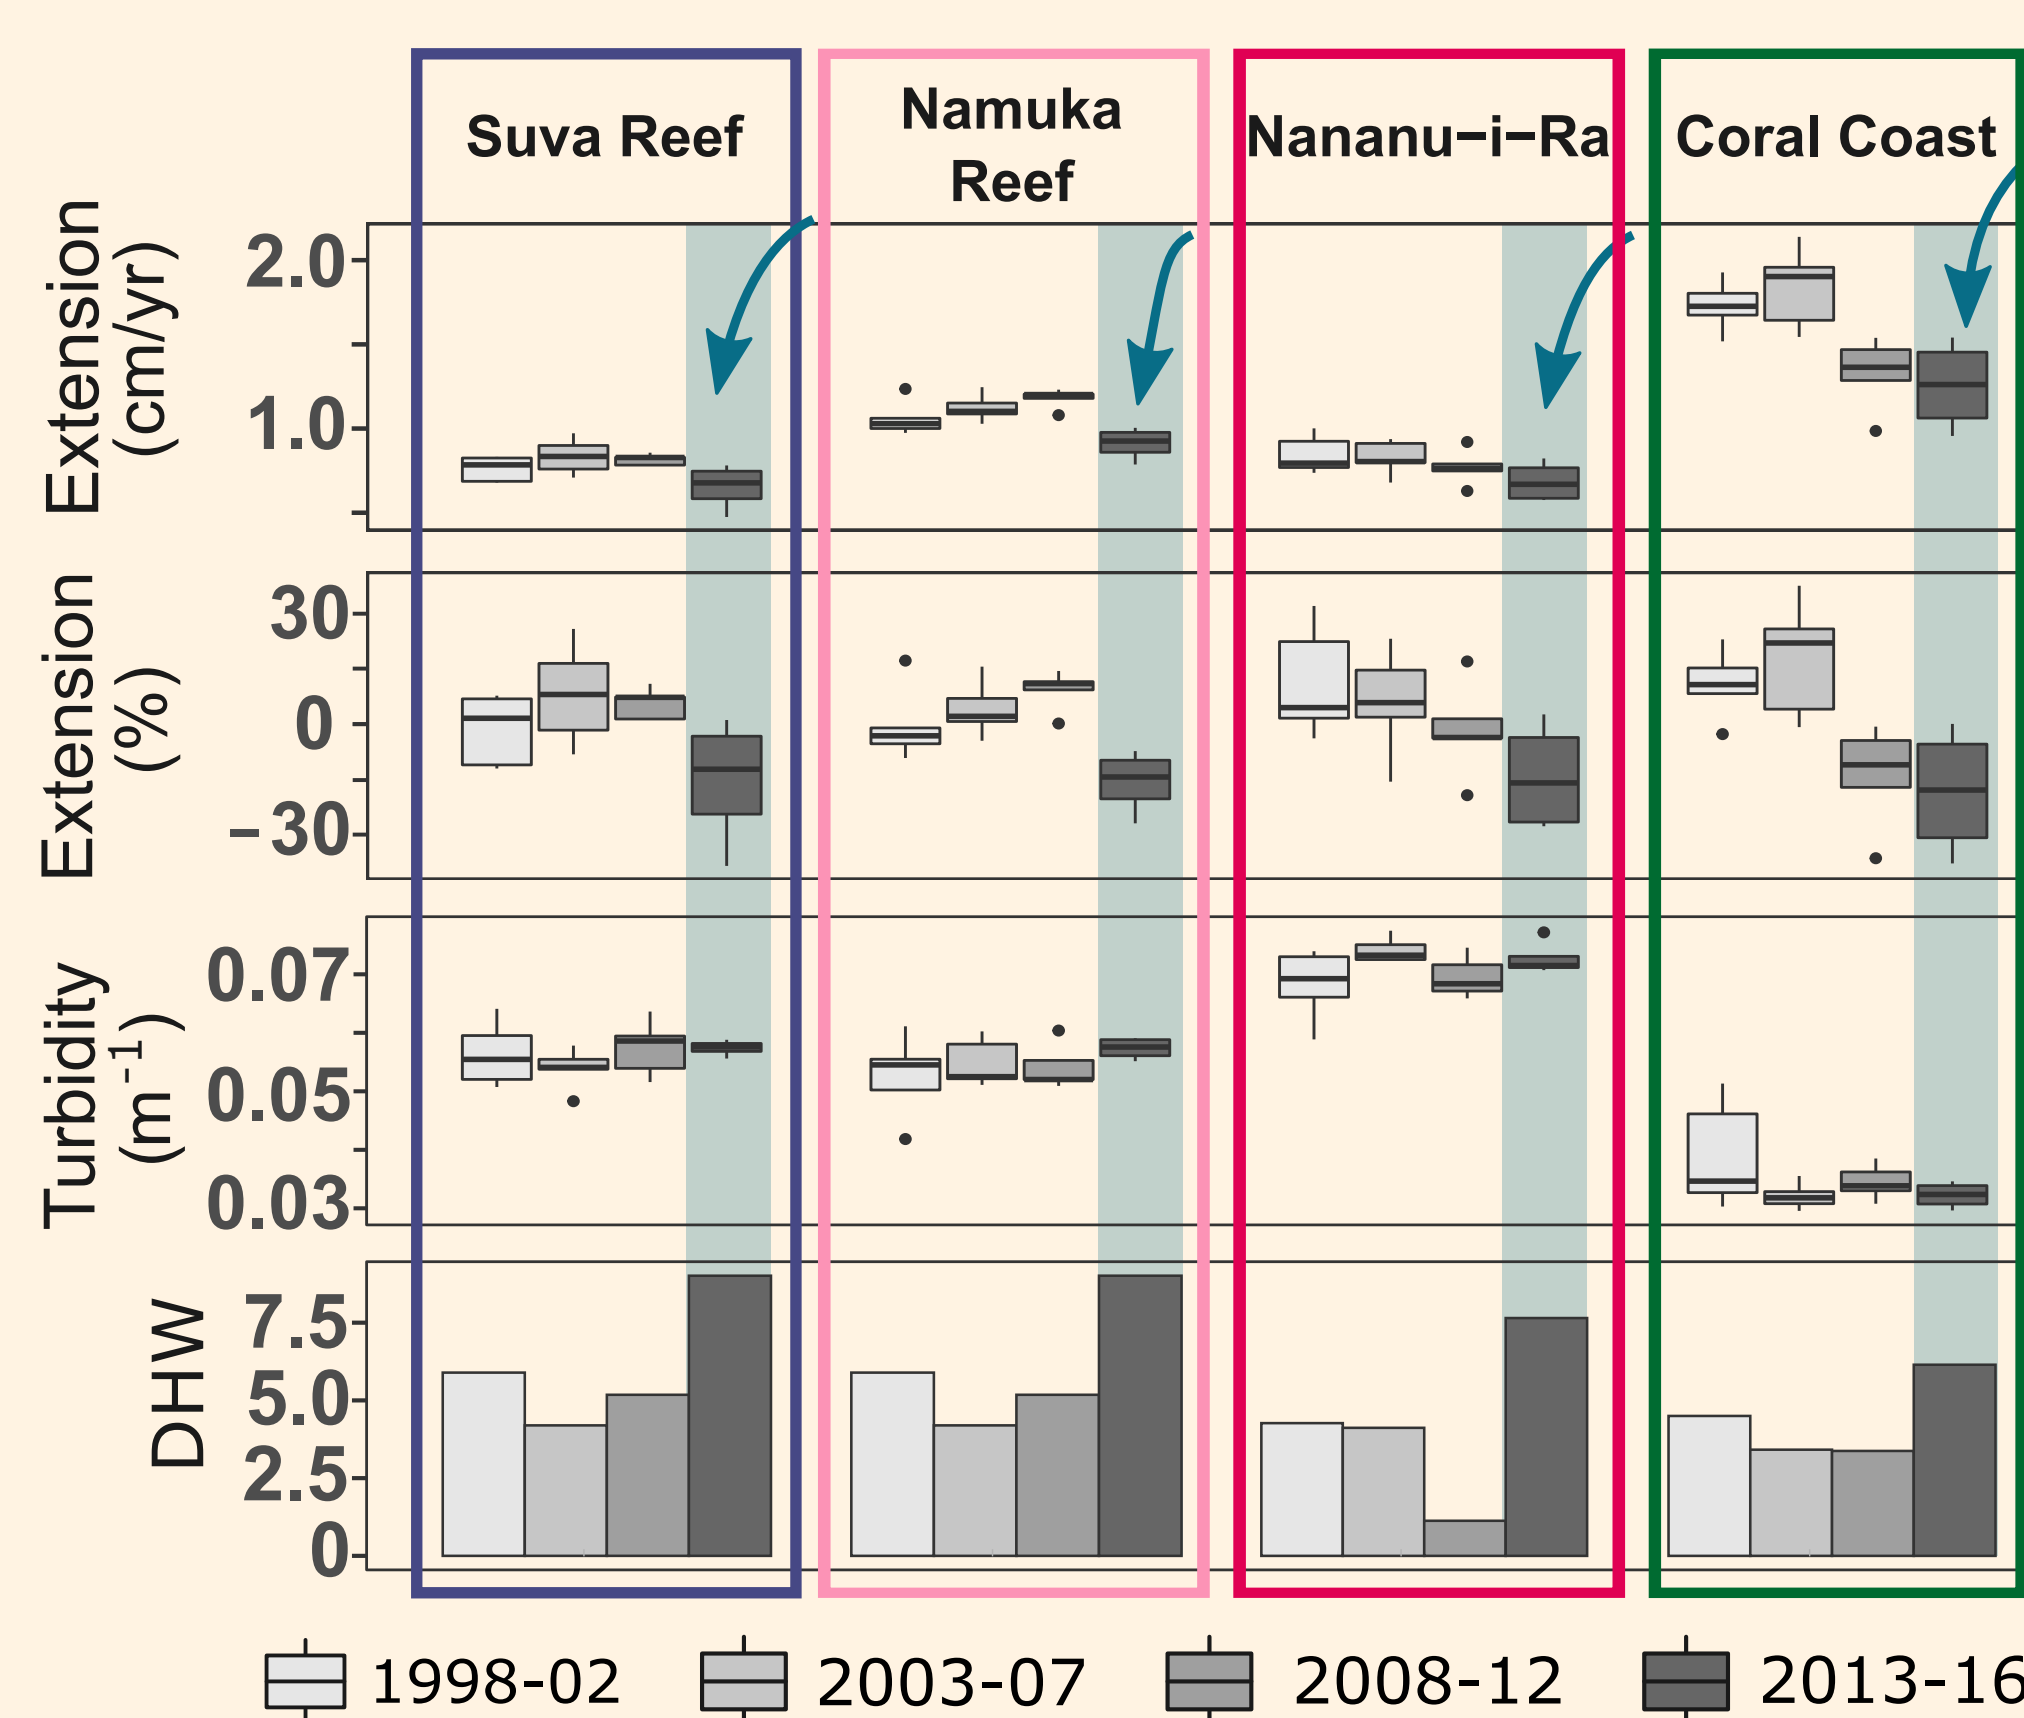 Suva Reef
Namuka
Reef
Nananu−i−Ra
Coral Coast
Extension
(cm/yr)
2.0
1.0
Extension
(%)
30
0
-30
Turbidity
(m⁻¹)
0.07
0.05
0.03
DHW
7.5
5.0
2.5
0
1998-02
2003-07
2008-12
2013-16